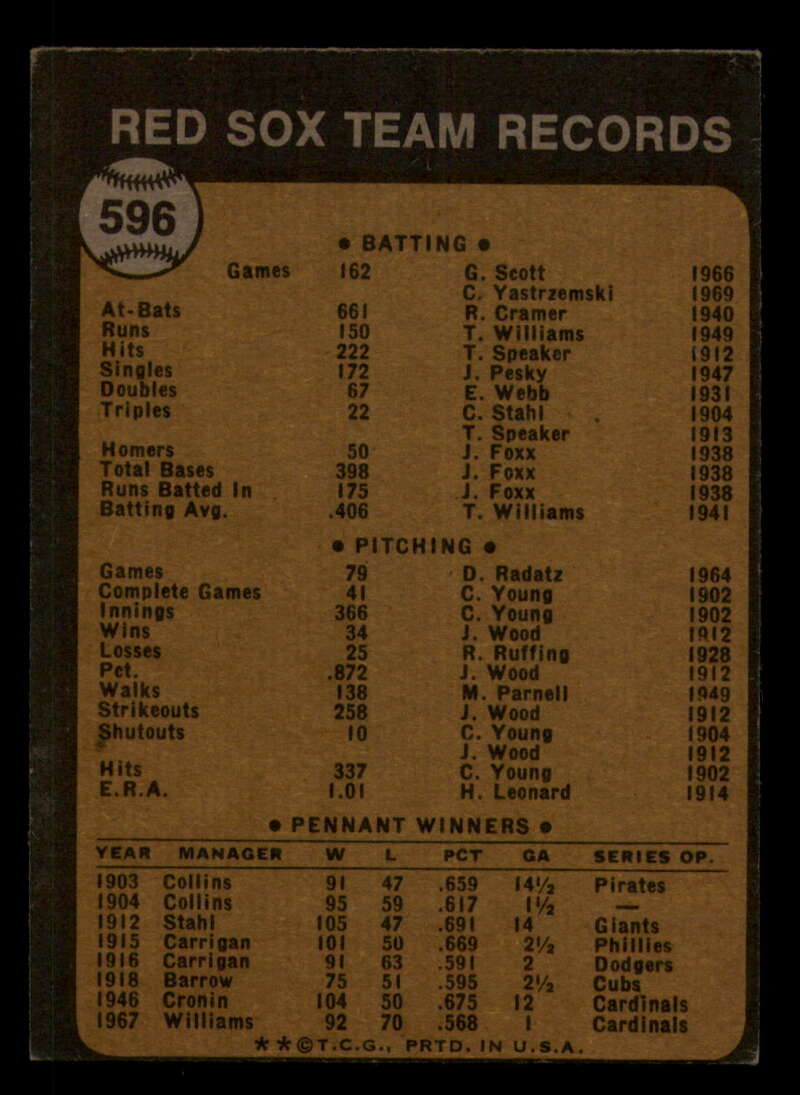 RED SOX TEAM RECORDS
596
• BATTING •
Games 162 G. Scott 1966
C. Yastrzemski 1969
At-Bats 661 R. Cramer 1940
Runs 150 T. Williams 1949
Hits 222 T. Speaker 1912
Singles 172 J. Pesky 1947
Doubles 67 E. Webb 1931
Triples 22 C. Stahl 1904
T. Speaker 1913
Homers 50 J. Foxx 1938
Total Bases 398 J. Foxx 1938
Runs Batted In 175 J. Foxx 1938
Batting Avg. .406 T. Williams 1941
• PITCHING •
Games 79 D. Radatz 1964
Complete Games 41 C. Young 1902
Innings 366 C. Young 1902
Wins 34 J. Wood 1912
Losses 25 R. Ruffing 1928
Pct. .872 J. Wood 1912
Walks 138 M. Parnell 1949
Strikeouts 258 J. Wood 1912
Shutouts 10 C. Young 1904
J. Wood 1912
Hits 337 C. Young 1902
E.R.A. 1.01 H. Leonard 1914
• PENNANT WINNERS •
YEAR MANAGER W L PCT GA SERIES OP.
1903 Collins 91 47 .659 14½ Pirates
1904 Collins 95 59 .617 1½ —
1912 Stahl 105 47 .691 14 Giants
1915 Carrigan 101 50 .669 2½ Phillies
1916 Carrigan 91 63 .591 2 Dodgers
1918 Barrow 75 51 .595 2½ Cubs
1946 Cronin 104 50 .675 12 Cardinals
1967 Williams 92 70 .568 1 Cardinals
★★©T.C.G., PRTD. IN U.S.A.